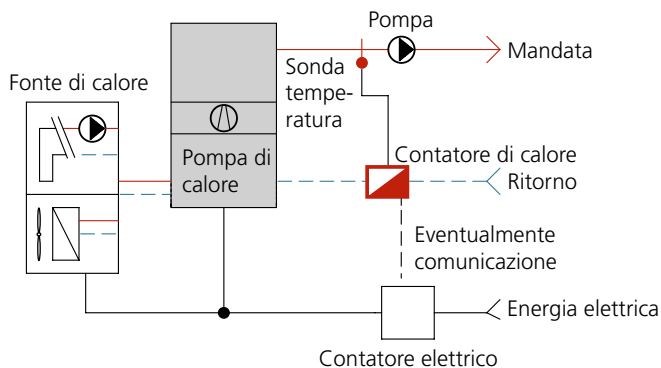 Pompa
Mandata
Fonte di calore
Sonda
tempe-
ratura
Pompa di
calore
Contatore di calore
Ritorno
Eventualmente
comunicazione
Energia elettrica
Contatore elettrico